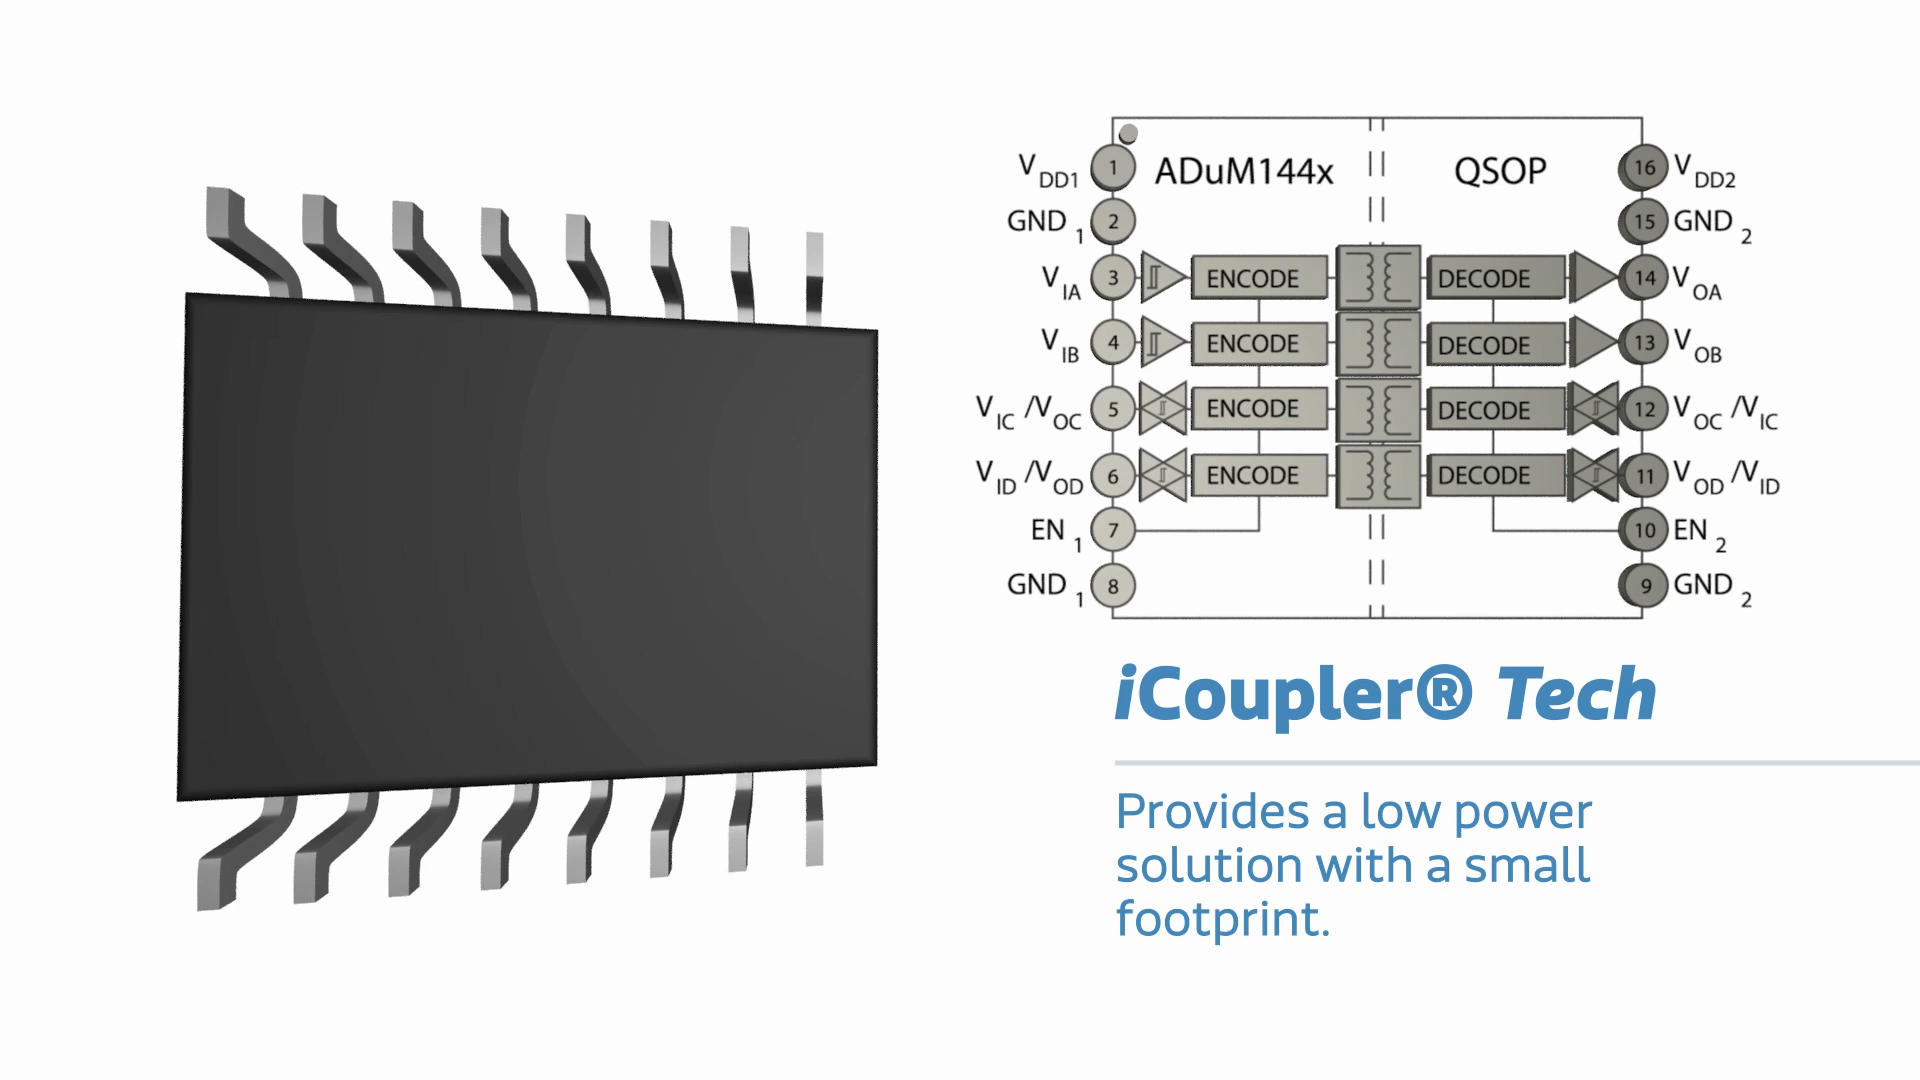 ADuM144x QSOP
VDD1 1 16 VDD2
GND1 2 15 GND2
VIA 3 ENCODE DECODE 14 VOA
VIB 4 ENCODE DECODE 13 VOB
VIC/VOC 5 ENCODE DECODE 12 VOC/VIC
VID/VOD 6 ENCODE DECODE 11 VOD/VID
EN1 7 10 EN2
GND1 8 9 GND2
iCoupler® Tech
Provides a low power
solution with a small
footprint.